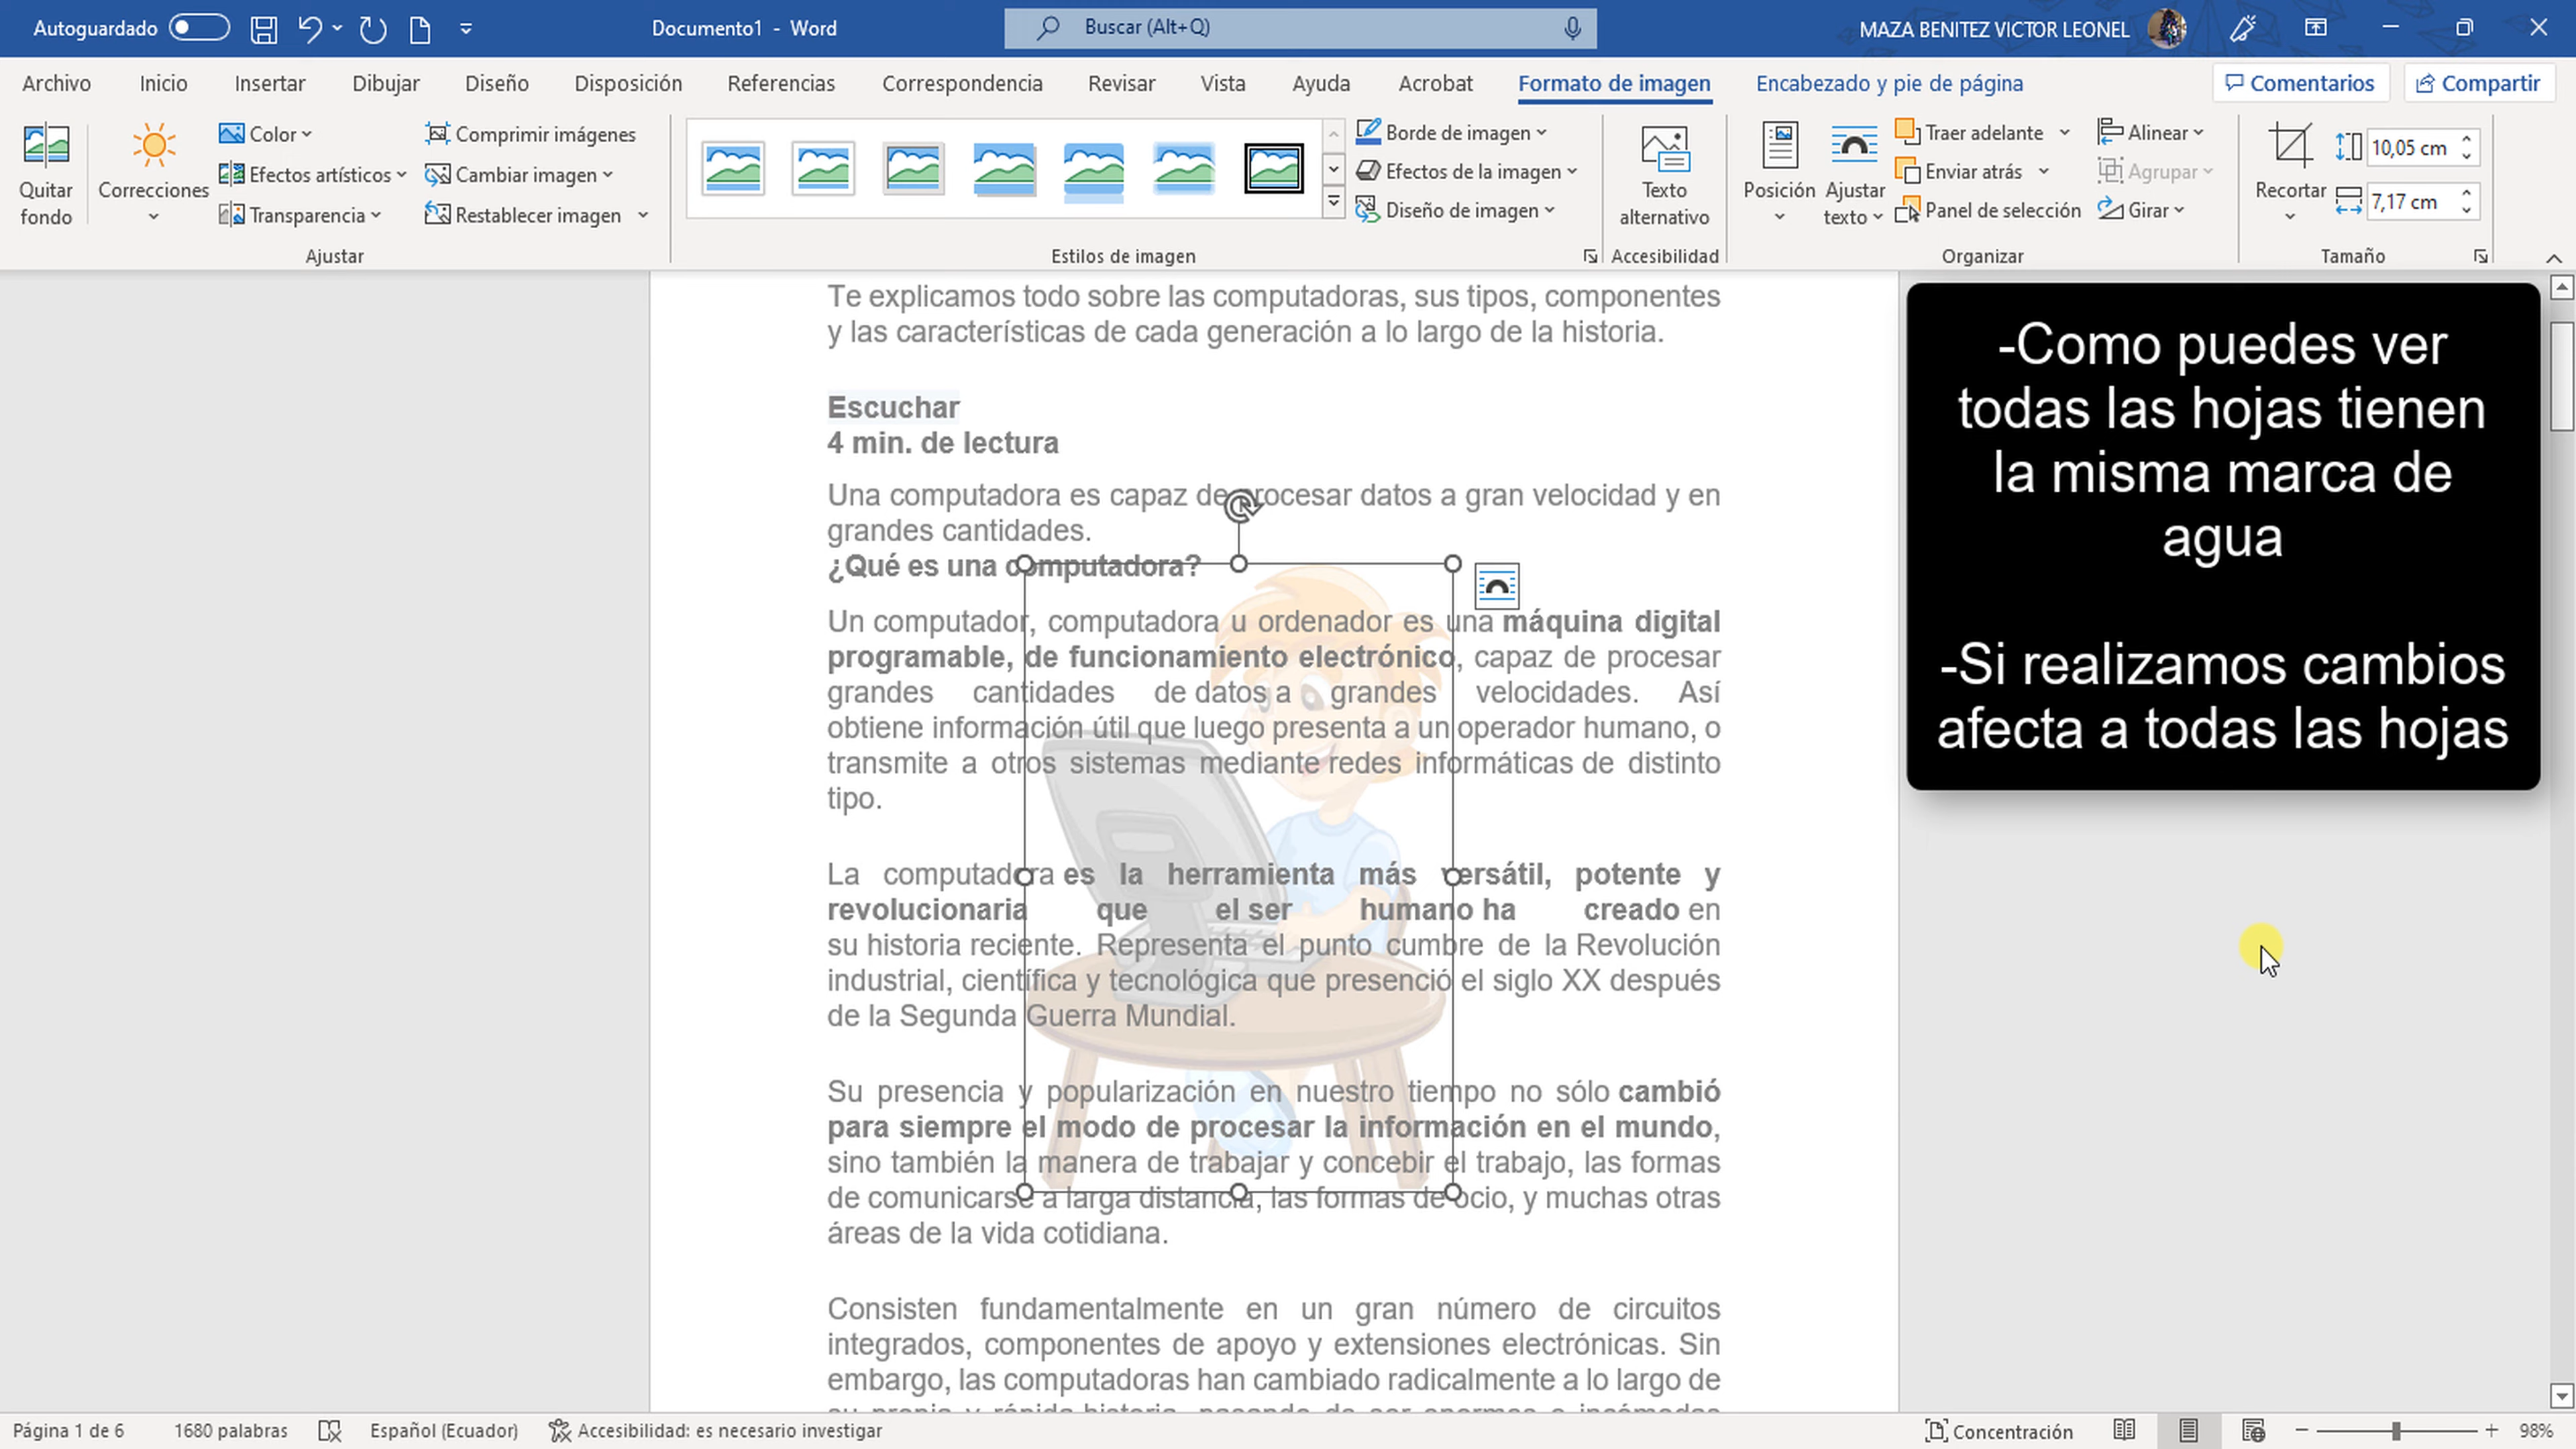 Autoguardado
Documento1 - Word
Buscar (Alt+Q)
MAZA BENITEZ VICTOR LEONEL
Archivo Inicio Insertar Dibujar Diseño Disposición Referencias Correspondencia Revisar Vista Ayuda Acrobat Formato de imagen Encabezado y pie de página Comentarios Compartir
Quitar fondo
Correcciones
Color
Efectos artísticos
Transparencia
Comprimir imágenes
Cambiar imagen
Restablecer imagen
Ajustar
Borde de imagen
Efectos de la imagen
Diseño de imagen
Estilos de imagen
Texto alternativo
Accesibilidad
Posición
Ajustar texto
Traer adelante
Enviar atrás
Panel de selección
Alinear
Agrupar
Girar
Organizar
Recortar
10,05 cm
7,17 cm
Tamaño
Te explicamos todo sobre las computadoras, sus tipos, componentes
y las características de cada generación a lo largo de la historia.
Escuchar
4 min. de lectura
Una computadora es capaz de procesar datos a gran velocidad y en
grandes cantidades.
¿Qué es una computadora?
Un computador, computadora u ordenador es una máquina digital
programable, de funcionamiento electrónico, capaz de procesar
grandes cantidades de datos a grandes velocidades. Así
obtiene información útil que luego presenta a un operador humano, o
transmite a otros sistemas mediante redes informáticas de distinto
tipo.
La computadora es la herramienta más versátil, potente y
revolucionaria que el ser humano ha creado en
su historia reciente. Representa el punto cumbre de la Revolución
industrial, científica y tecnológica que presenció el siglo XX después
de la Segunda Guerra Mundial.
Su presencia y popularización en nuestro tiempo no sólo cambió
para siempre el modo de procesar la información en el mundo,
sino también la manera de trabajar y concebir el trabajo, las formas
de comunicarse a larga distancia, las formas de ocio, y muchas otras
áreas de la vida cotidiana.
Consisten fundamentalmente en un gran número de circuitos
integrados, componentes de apoyo y extensiones electrónicas. Sin
embargo, las computadoras han cambiado radicalmente a lo largo de
-Como puedes ver
todas las hojas tienen
la misma marca de
agua
-Si realizamos cambios
afecta a todas las hojas
Página 1 de 6 1680 palabras Español (Ecuador) Accesibilidad: es necesario investigar Concentración 98%